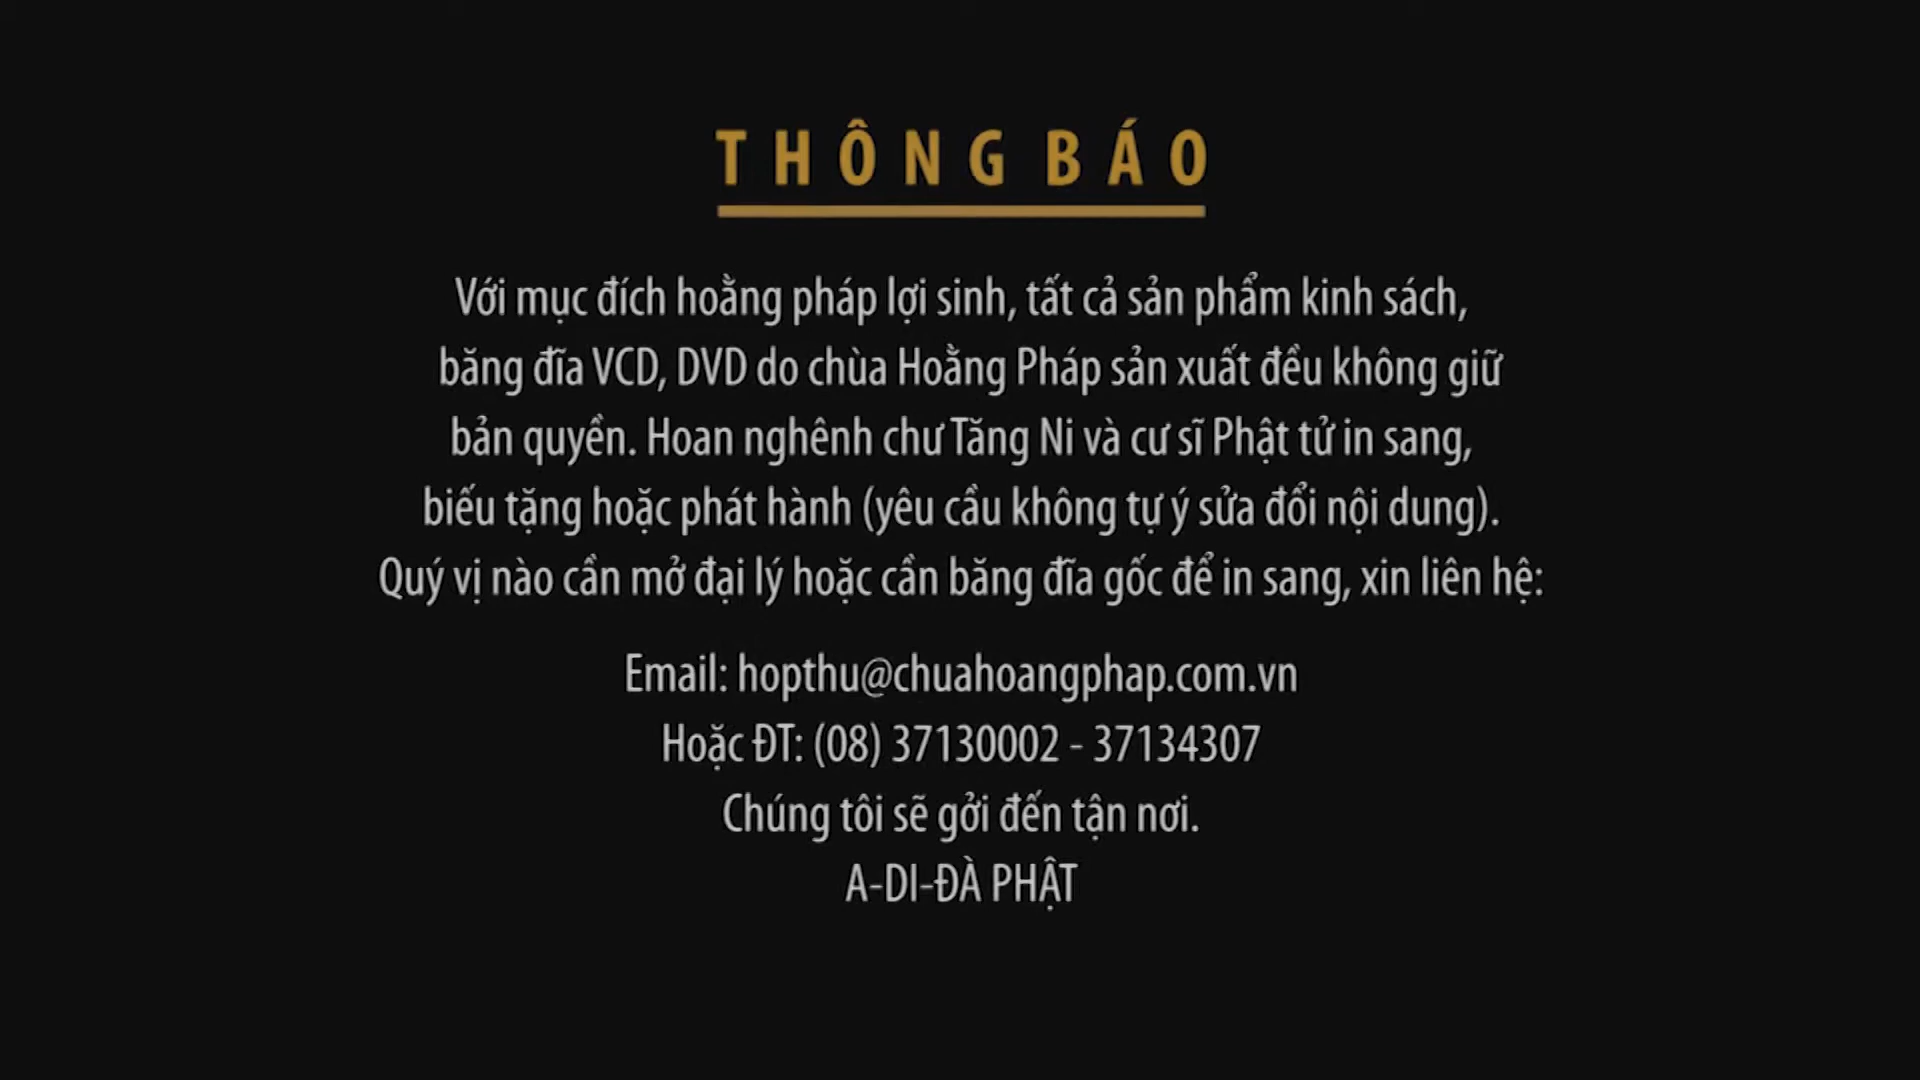 THÔNG BÁO
Với mục đích hoằng pháp lợi sinh, tất cả sản phẩm kinh sách,
băng đĩa VCD, DVD do chùa Hoằng Pháp sản xuất đều không giữ
bản quyền. Hoan nghênh chư Tăng Ni và cư sĩ Phật tử in sang,
biếu tặng hoặc phát hành (yêu cầu không tự ý sửa đổi nội dung).
Quý vị nào cần mở đại lý hoặc cần băng đĩa gốc để in sang, xin liên hệ:
Email: hopthu@chuahoangphap.com.vn
Hoặc ĐT: (08) 37130002 - 37134307
Chúng tôi sẽ gởi đến tận nơi.
A-DI-ĐÀ PHẬT